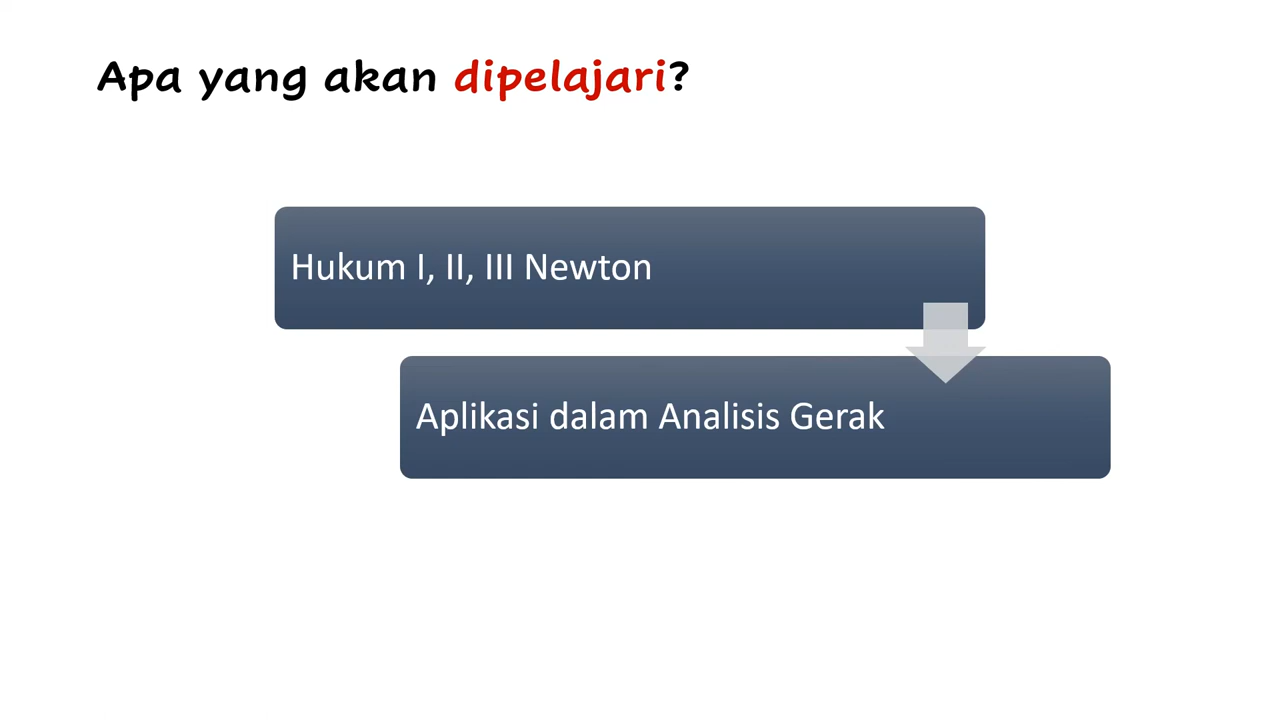 Apa yang akan dipelajari?
Hukum I, II, III Newton
Aplikasi dalam Analisis Gerak